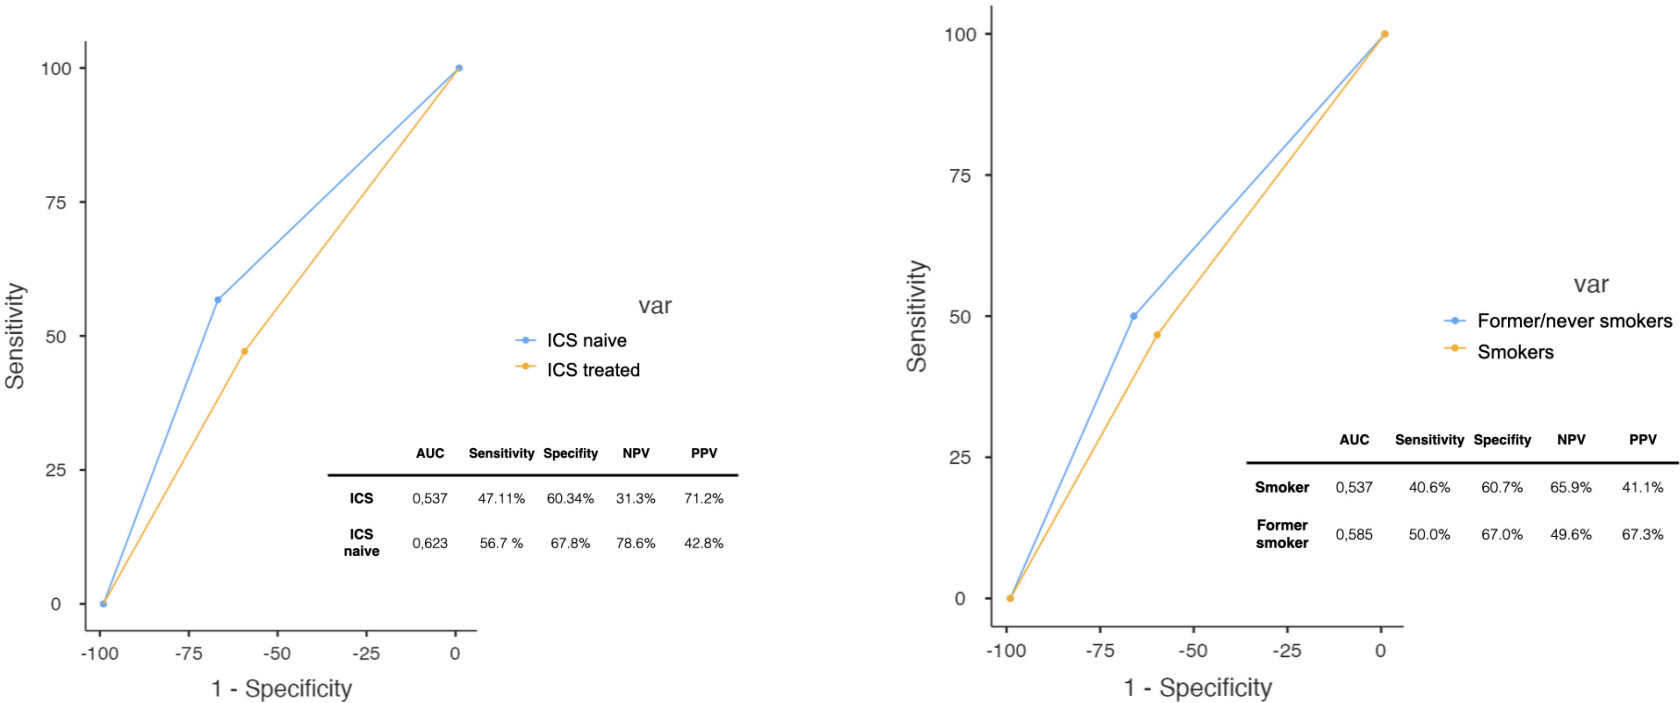 100
75
50
25
0
Sensitivity
-100 -75 -50 -25 0
1 - Specificity
var
ICS naive
ICS treated
AUC Sensitivity Specifity NPV PPV
ICS 0,537 47.11% 60.34% 31.3% 71.2%
ICS
naive 0,623 56.7 % 67.8% 78.6% 42.8%
100
75
50
25
0
Sensitivity
-100 -75 -50 -25 0
1 - Specificity
var
Former/never smokers
Smokers
AUC Sensitivity Specifity NPV PPV
Smoker 0,537 40.6% 60.7% 65.9% 41.1%
Former
smoker 0,585 50.0% 67.0% 49.6% 67.3%